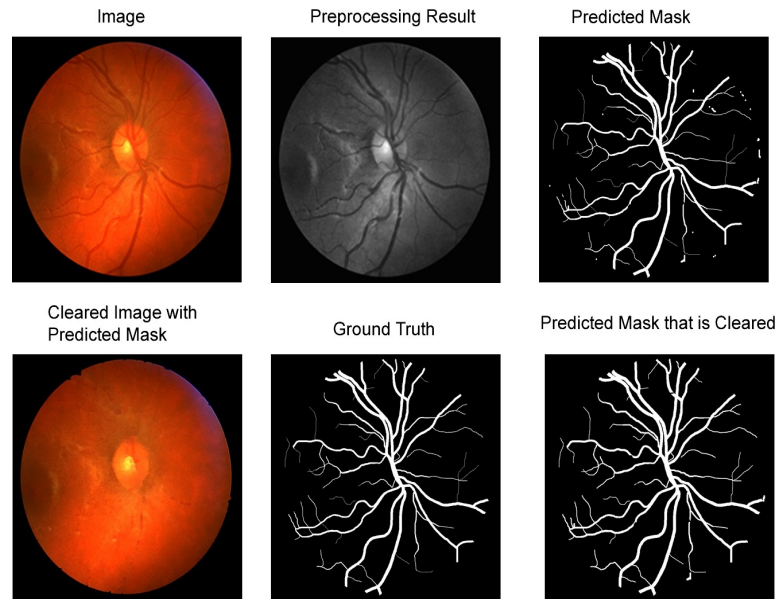 Image
Preprocessing Result
Predicted Mask
Cleared Image with
Predicted Mask
Ground Truth
Predicted Mask that is Cleared